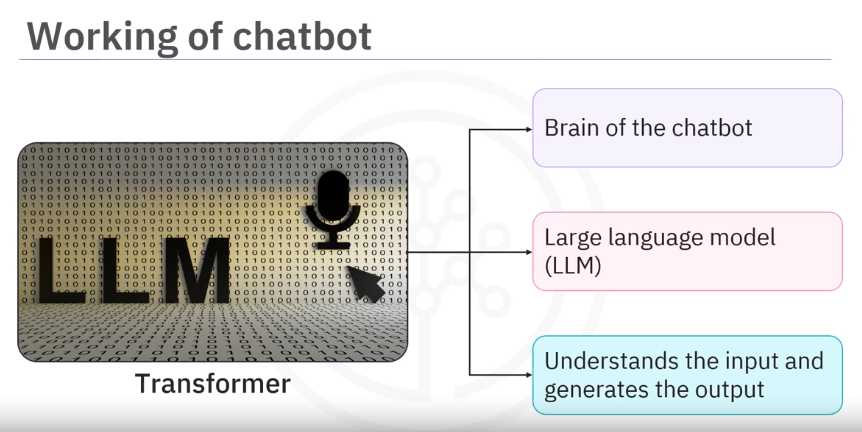 Working of chatbot
LLM
Transformer
Brain of the chatbot
Large language model
(LLM)
Understands the input and
generates the output